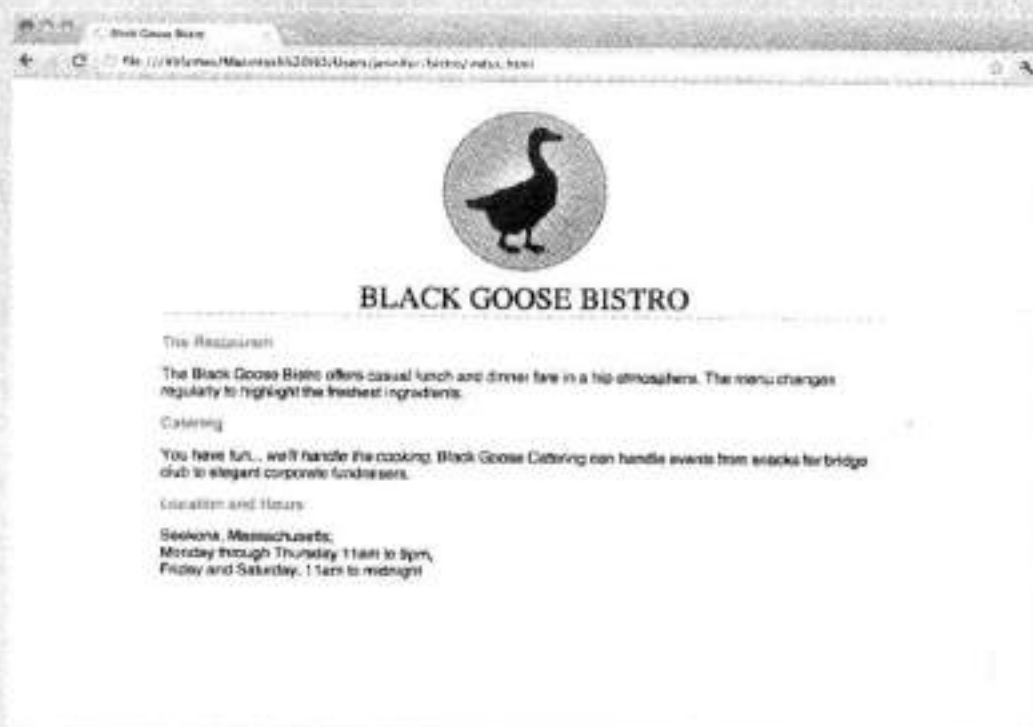 Black Goose Bistro
BLACK GOOSE BISTRO
The Restaurant
The Black Goose Bistro offers casual lunch and dinner fare in a hip atmosphere. The menu changes
regularly to highlight the freshest ingredients.
Catering
You have fun... we'll handle the cooking. Black Goose Catering can handle events from snacks for bridge
club to elegant corporate fundraisers.
Location and Hours
Seekonk, Massachusetts;
Monday through Thursday 11am to 9pm,
Friday and Saturday, 11am to midnight